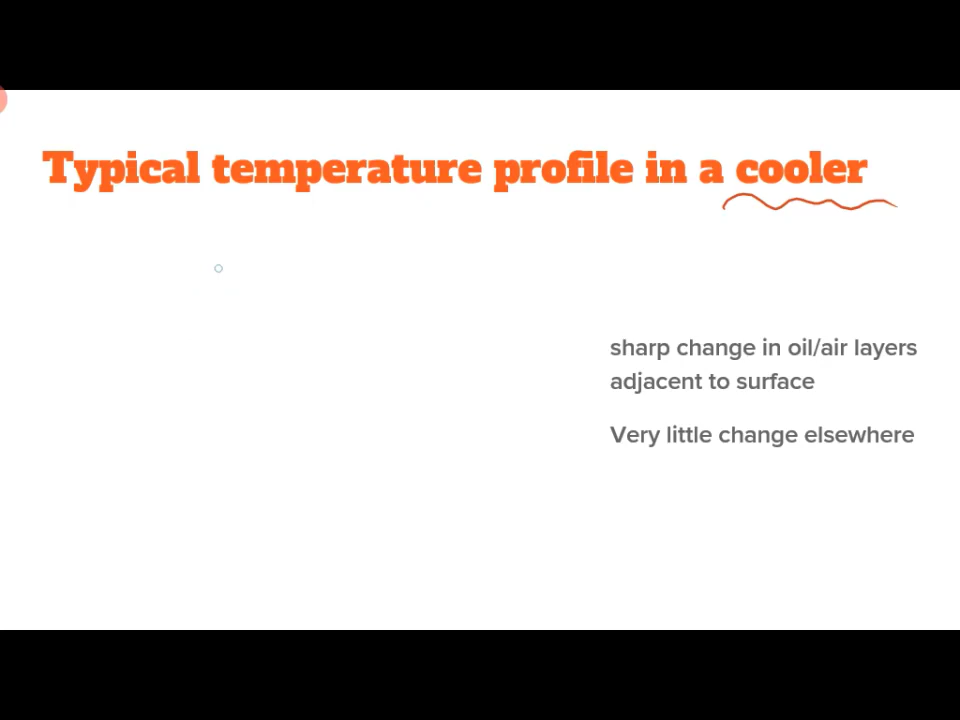 Typical temperature profile in a cooler
sharp change in oil/air layers
adjacent to surface
Very little change elsewhere